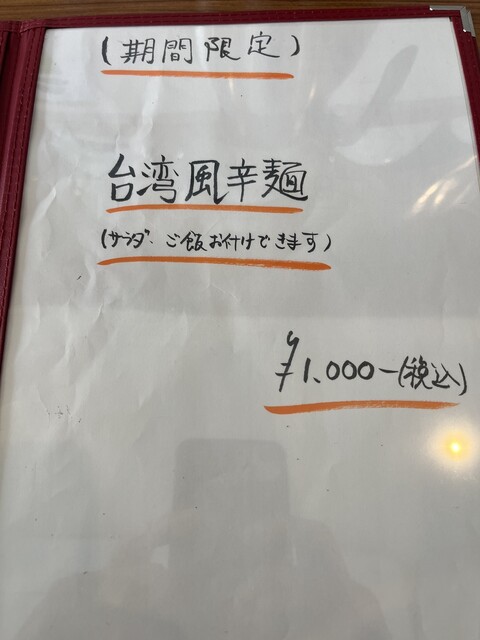 (期間限定)
台湾風辛麺
(サラダ、ご飯お付けできます)
¥1,000-(税込)